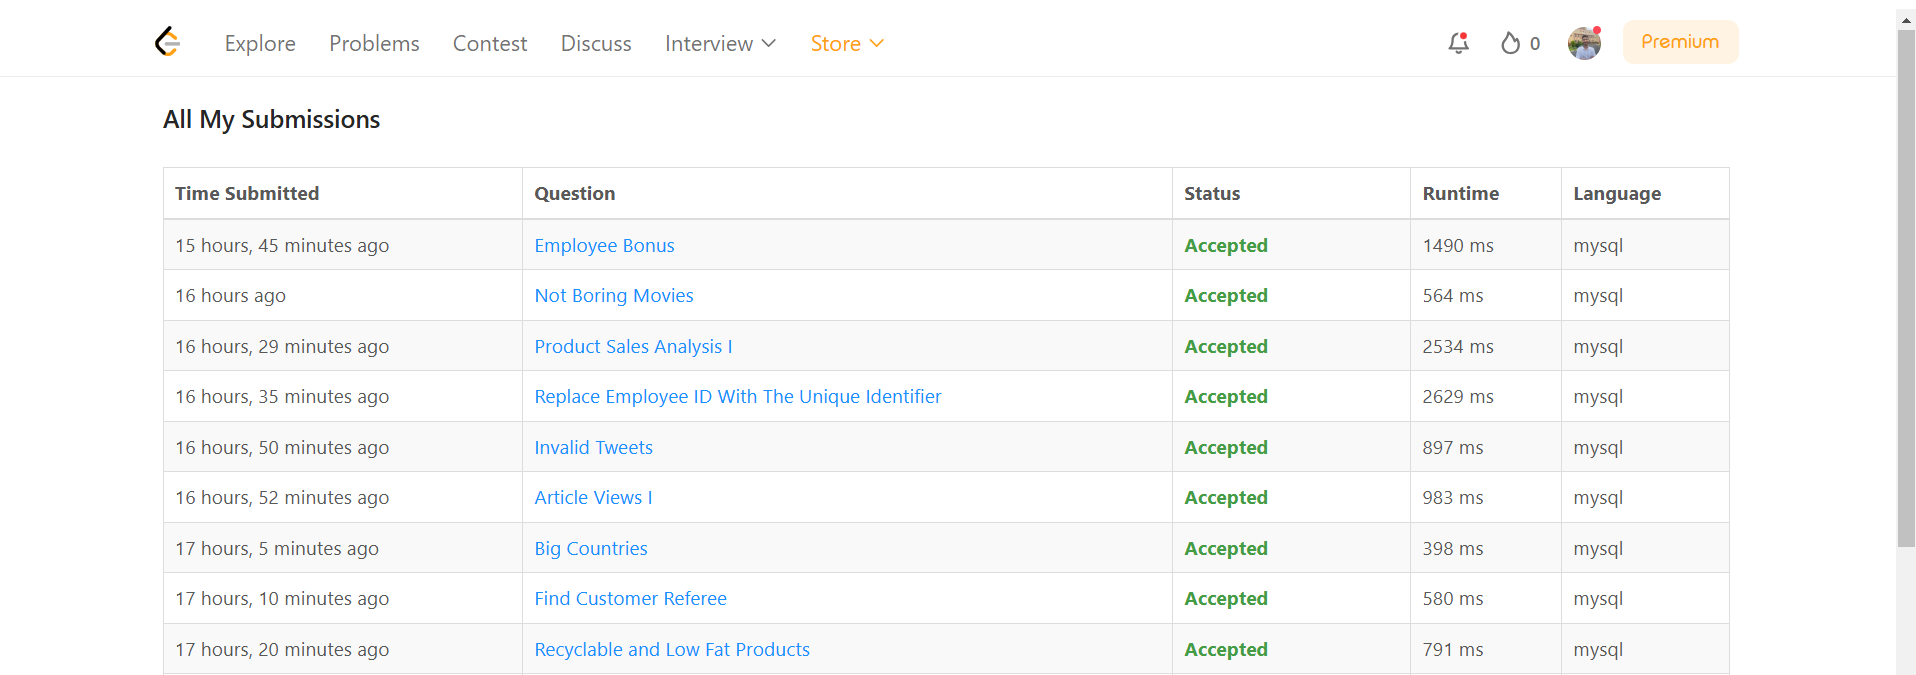 Explore Problems Contest Discuss Interview Store 0 Premium
All My Submissions
Time Submitted Question Status Runtime Language
15 hours, 45 minutes ago Employee Bonus Accepted 1490 ms mysql
16 hours ago Not Boring Movies Accepted 564 ms mysql
16 hours, 29 minutes ago Product Sales Analysis I Accepted 2534 ms mysql
16 hours, 35 minutes ago Replace Employee ID With The Unique Identifier Accepted 2629 ms mysql
16 hours, 50 minutes ago Invalid Tweets Accepted 897 ms mysql
16 hours, 52 minutes ago Article Views I Accepted 983 ms mysql
17 hours, 5 minutes ago Big Countries Accepted 398 ms mysql
17 hours, 10 minutes ago Find Customer Referee Accepted 580 ms mysql
17 hours, 20 minutes ago Recyclable and Low Fat Products Accepted 791 ms mysql